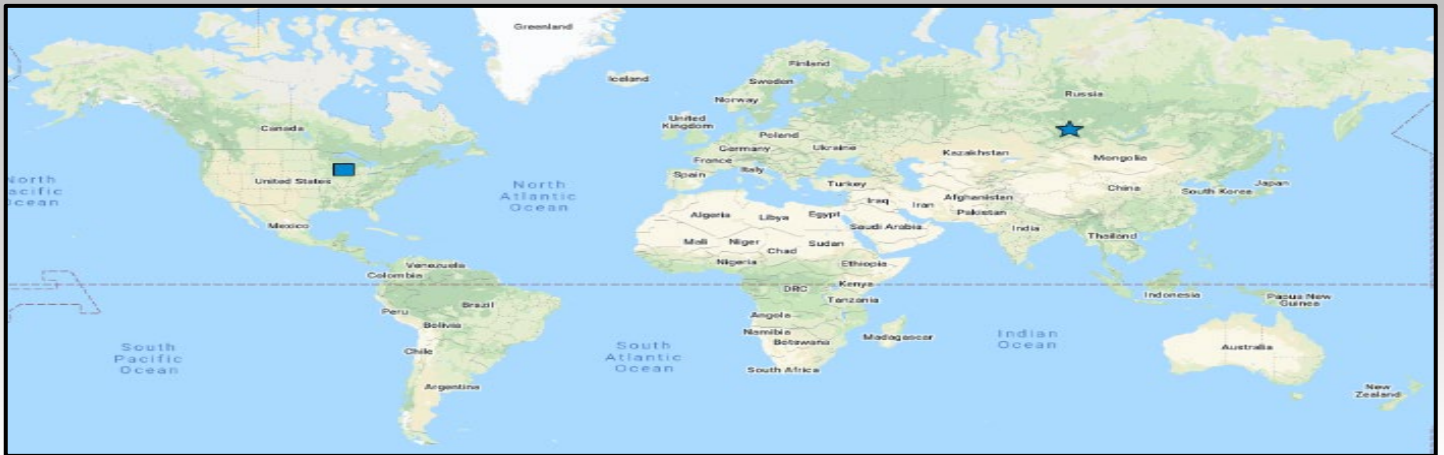 Greenland
Iceland
Finland
Sweden
Norway
Russia
United
Kingdom
Canada
Poland
Germany
Ukraine
France
Kazakhstan
Mongolia
Italy
Spain
United States
Turkey
North
Pacific
Ocean
North
Atlantic
Ocean
China
South Korea
Japan
Iraq
Iran
Afghanistan
Pakistan
Algeria
Libya
Egypt
Saudi Arabia
India
Mexico
Mali
Niger
Chad
Sudan
Thailand
Venezuela
Colombia
Nigeria
Ethiopia
DRC
Kenya
Tanzania
Indonesia
Papua New
Guinea
Brazil
Peru
Bolivia
Angola
Namibia
Botswana
Madagascar
Indian
Ocean
South
Pacific
Ocean
Chile
South
Atlantic
Ocean
South Africa
Australia
Argentina
New
Zealand